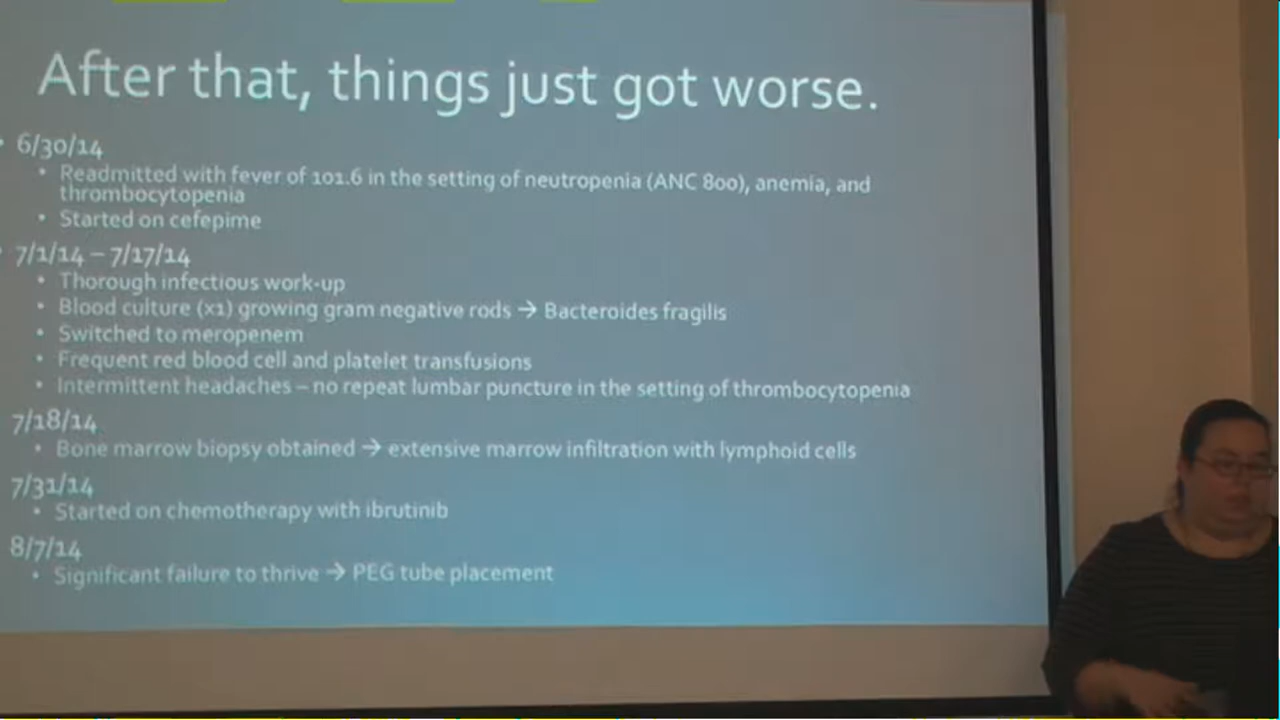 After that, things just got worse.
• 6/30/14
• Readmitted with fever of 101.6 in the setting of neutropenia (ANC 800), anemia, and
thrombocytopenia
• Started on cefepime
• 7/1/14 – 7/17/14
• Thorough infectious work-up
• Blood culture (x1) growing gram negative rods → Bacteroides fragilis
• Switched to meropenem
• Frequent red blood cell and platelet transfusions
• Intermittent headaches – no repeat lumbar puncture in the setting of thrombocytopenia
7/18/14
• Bone marrow biopsy obtained → extensive marrow infiltration with lymphoid cells
7/31/14
• Started on chemotherapy with ibrutinib
8/7/14
• Significant failure to thrive → PEG tube placement